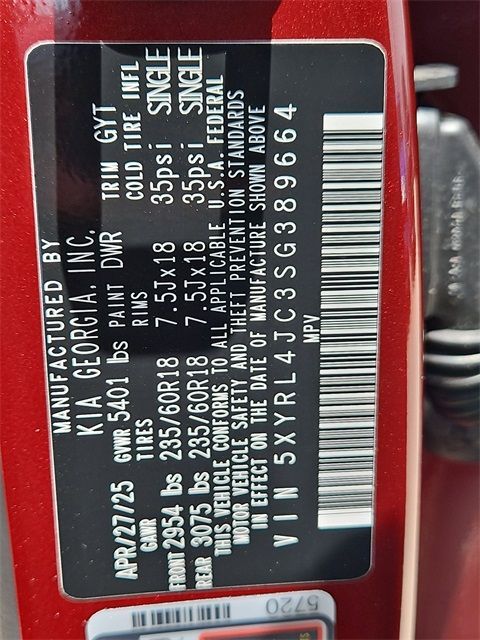 MANUFACTURED BY
KIA GEORGIA, INC.
APR/27/25 GVWR 5401 lbs PAINT DWR TRIM GYT
GAWR TIRES RIMS COLD TIRE INFL
FRONT 2954 lbs 235/60R18 7.5Jx18 35psi SINGLE
REAR 3075 lbs 235/60R18 7.5Jx18 35psi SINGLE
THIS VEHICLE CONFORMS TO ALL APPLICABLE U.S.A. FEDERAL
MOTOR VEHICLE SAFETY AND THEFT PREVENTION STANDARDS
IN EFFECT ON THE DATE OF MANUFACTURE SHOWN ABOVE
VIN 5XYRL4JC3SG389664
MPV
5720